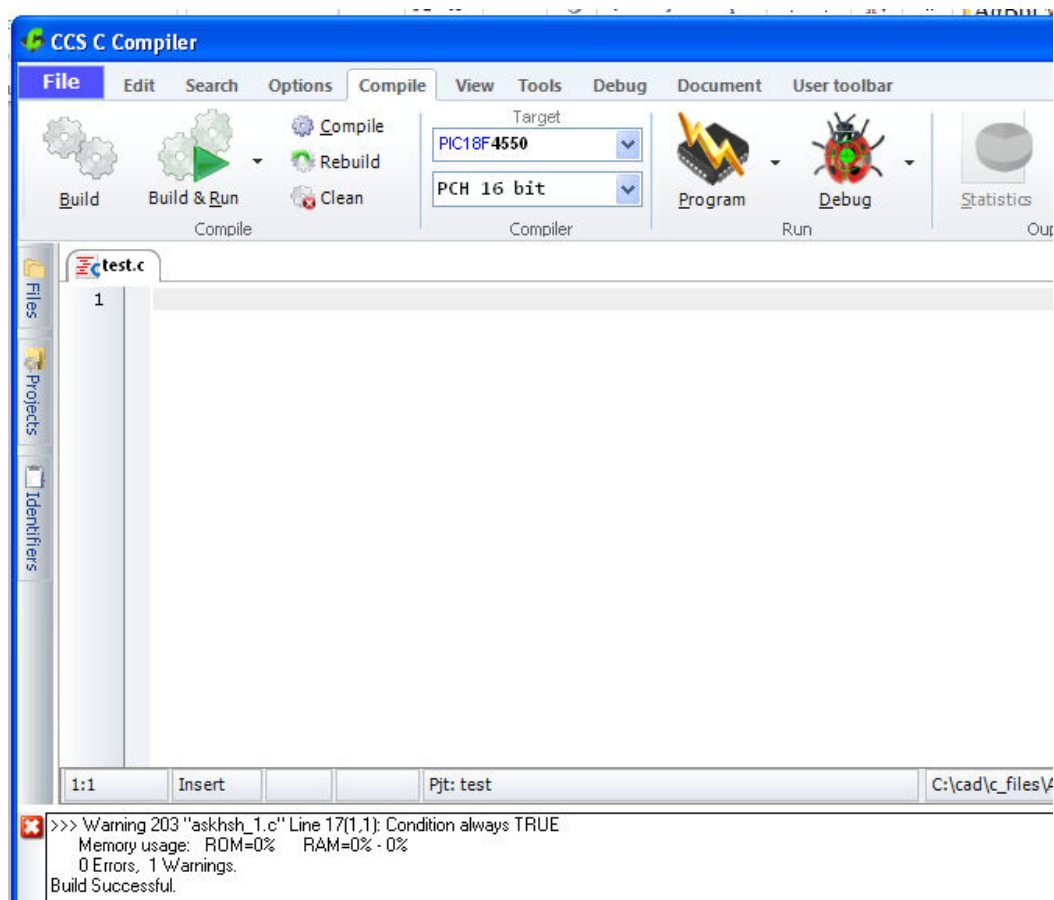 CCS C Compiler
File Edit Search Options Compile View Tools Debug Document User toolbar
Target
Compile
PIC18F4550
Rebuild
PCH 16 bit
Build Build & Run Clean Program Debug Statistics
Compile Compiler Run
test.c
1
Files
Projects
Identifiers
1:1 Insert Pjt: test C:\cad\c_files\A
>>> Warning 203 "askhsh_1.c" Line 17(1,1): Condition always TRUE
Memory usage: ROM=0% RAM=0% - 0%
0 Errors, 1 Warnings.
Build Successful.